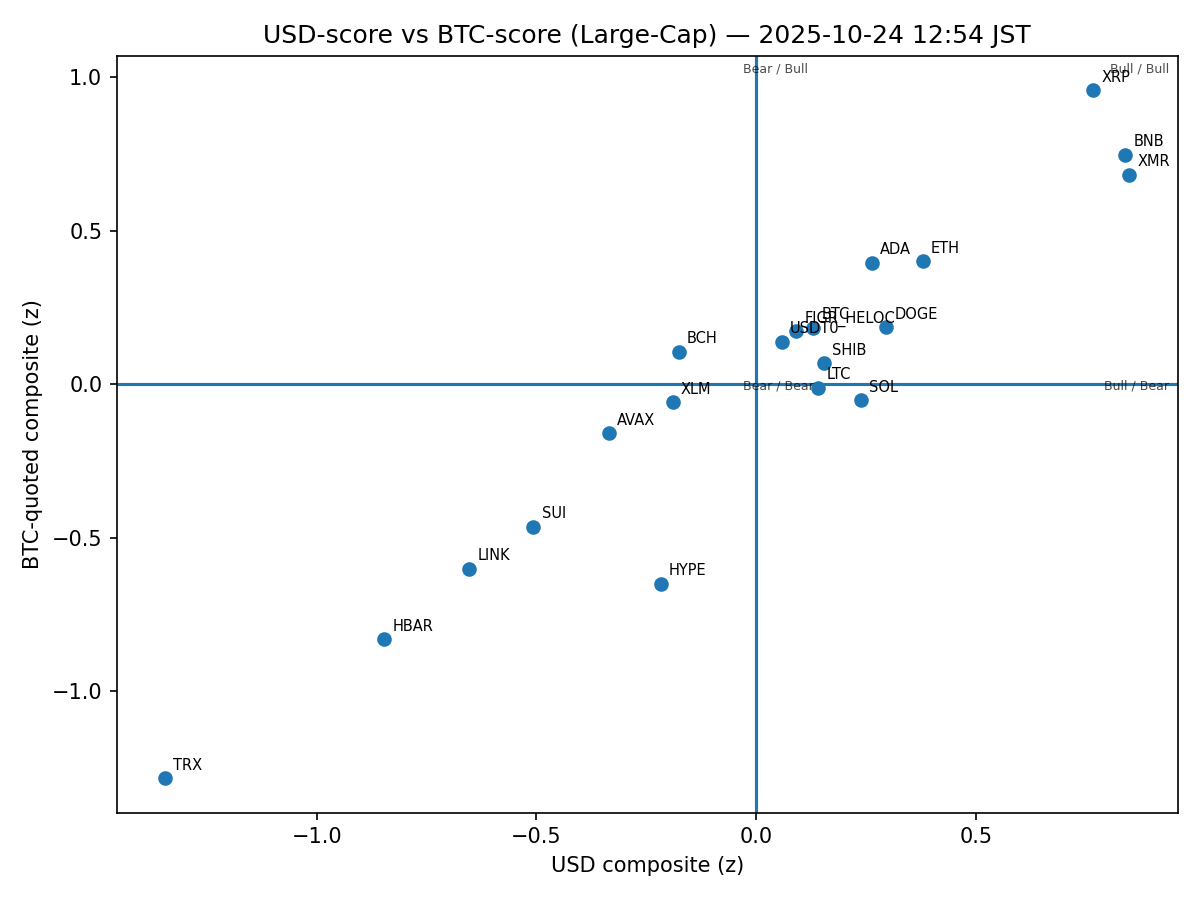 USD-score vs BTC-score (Large-Cap) — 2025-10-24 12:54 JST
Bear / Bull
Bull / Bull
XRP
BNB
XMR
ADA
ETH
BTC
FIGR_HELOC
DOGE
USDT0
BCH
SHIB
LTC
XLM
Bear / Bear
SOL
Bull / Bear
AVAX
SUI
LINK
HYPE
HBAR
TRX
1.0
0.5
0.0
−0.5
−1.0
BTC-quoted composite (z)
−1.0
−0.5
0.0
0.5
USD composite (z)